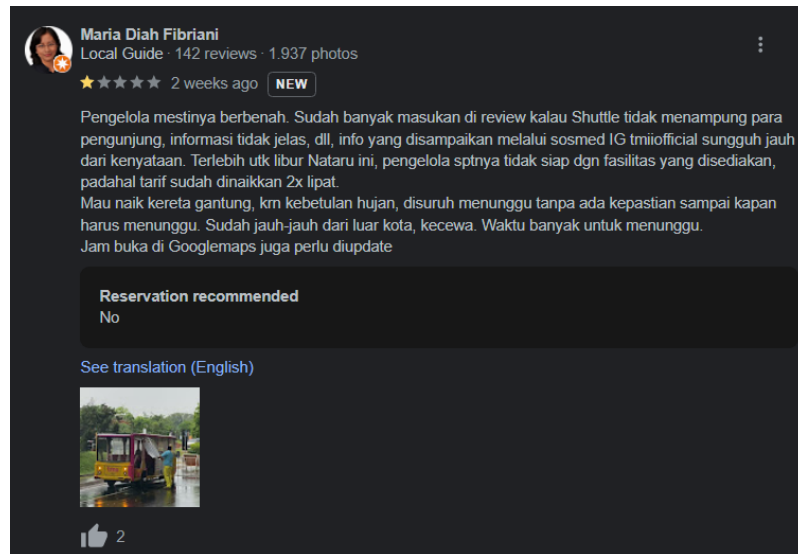 Maria Diah Fibriani
Local Guide · 142 reviews · 1.937 photos
2 weeks ago NEW
Pengelola mestinya berbenah. Sudah banyak masukan di review kalau Shuttle tidak menampung para
pengunjung, informasi tidak jelas, dll, info yang disampaikan melalui sosmed IG tmiiofficial sungguh jauh
dari kenyataan. Terlebih utk libur Nataru ini, pengelola sptnya tidak siap dgn fasilitas yang disediakan,
padahal tarif sudah dinaikkan 2x lipat.
Mau naik kereta gantung, krn kebetulan hujan, disuruh menunggu tanpa ada kepastian sampai kapan
harus menunggu. Sudah jauh-jauh dari luar kota, kecewa. Waktu banyak untuk menunggu.
Jam buka di Googlemaps juga perlu diupdate
Reservation recommended
No
See translation (English)
2